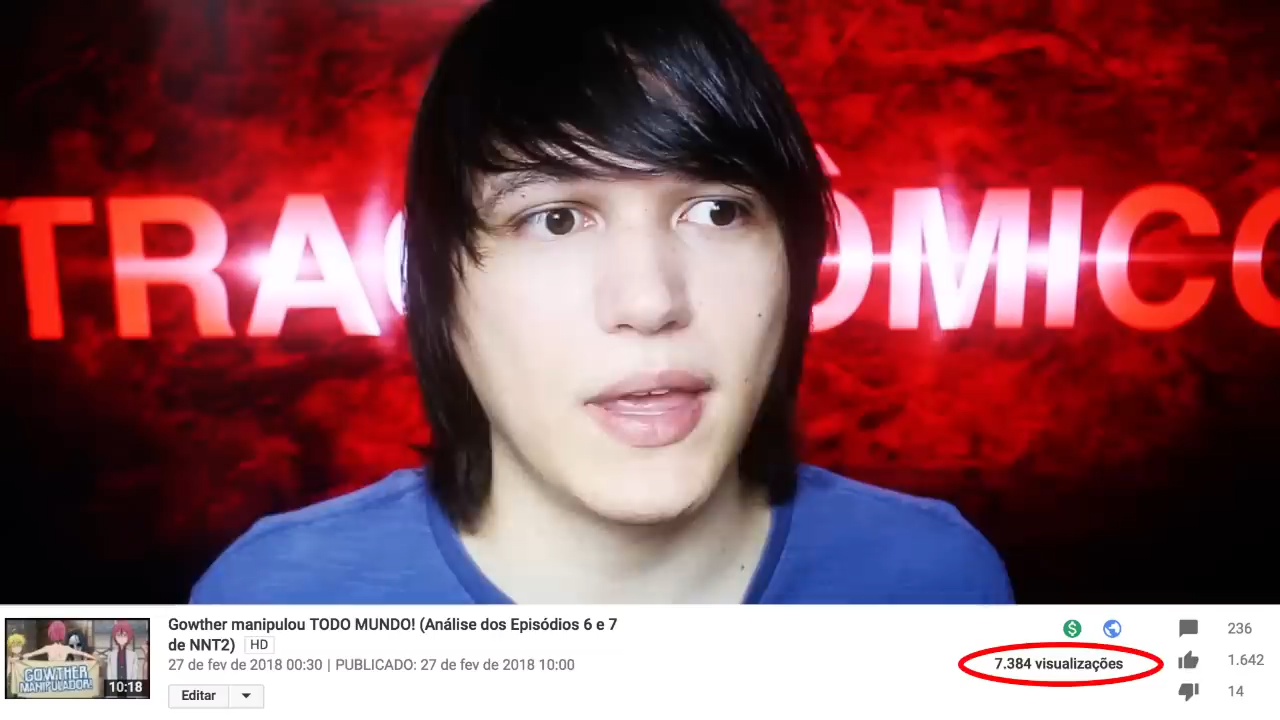 TRA ÔMICO
Gowther manipulou TODO MUNDO! (Análise dos Episódios 6 e 7
de NNT2) HD
27 de fev de 2018 00:30 | PUBLICADO: 27 de fev de 2018 10:00
Editar
GOWTHER
MANIPULADOR!
10:18
$
7.384 visualizações
236
1.642
14